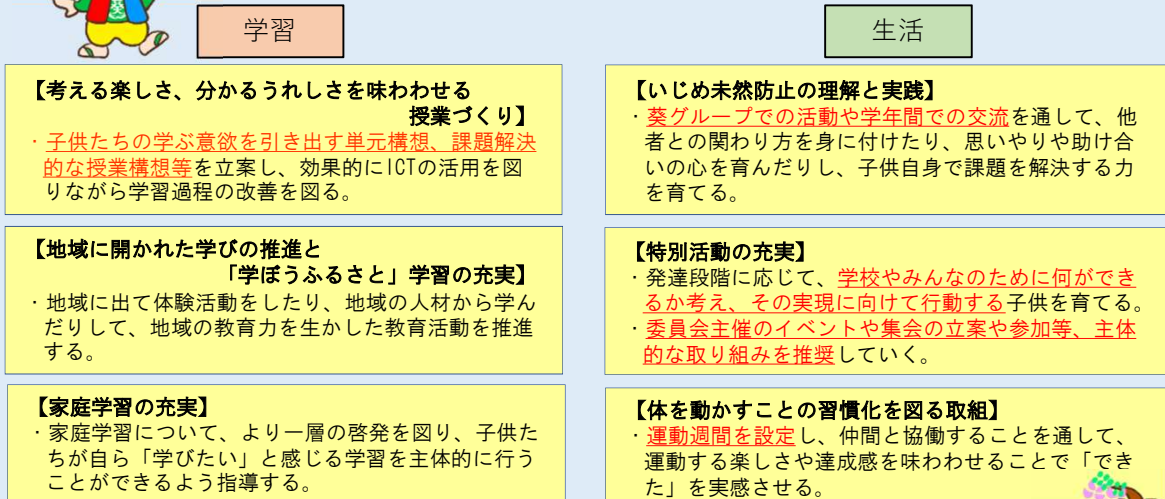 学習
【考える楽しさ、分かるうれしさを味わわせる
授業づくり】
・子供たちの学ぶ意欲を引き出す単元構想、課題解決
的な授業構想等を立案し、効果的にICTの活用を図
りながら学習過程の改善を図る。
【地域に開かれた学びの推進と
「学ぼうふるさと」学習の充実】
・地域に出て体験活動をしたり、地域の人材から学ん
だりして、地域の教育力を生かした教育活動を推進
する。
【家庭学習の充実】
・家庭学習について、より一層の啓発を図り、子供た
ちが自ら「学びたい」と感じる学習を主体的に行う
ことができるよう指導する。
生活
【いじめ未然防止の理解と実践】
・葵グループでの活動や学年間での交流を通して、他
者との関わり方を身に付けたり、思いやりや助け合
いの心を育んだりし、子供自身で課題を解決する力
を育てる。
【特別活動の充実】
・発達段階に応じて、学校やみんなのために何ができ
るか考え、その実現に向けて行動する子供を育てる。
・委員会主催のイベントや集会の立案や参加等、主体
的な取り組みを推奨していく。
【体を動かすことの習慣化を図る取組】
・運動週間を設定し、仲間と協働することを通して、
運動する楽しさや達成感を味わわせることで「でき
た」を実感させる。